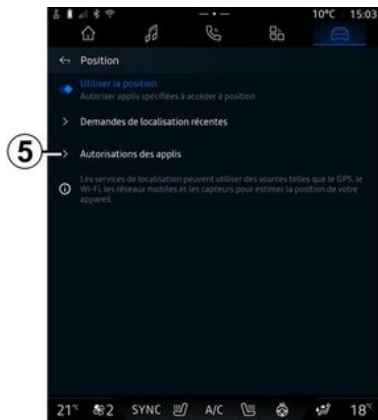 10°C 15:03
Position
Utiliser la position
Autoriser applis spécifiées à accéder à position
Demandes de localisation récentes
5
Autorisations des applis
Les services de localisation peuvent utiliser des sources telles que le GPS, le
Wi-Fi, les réseaux mobiles et les capteurs pour estimer la position de votre
appareil.
21°C 2 SYNC A/C 18°C